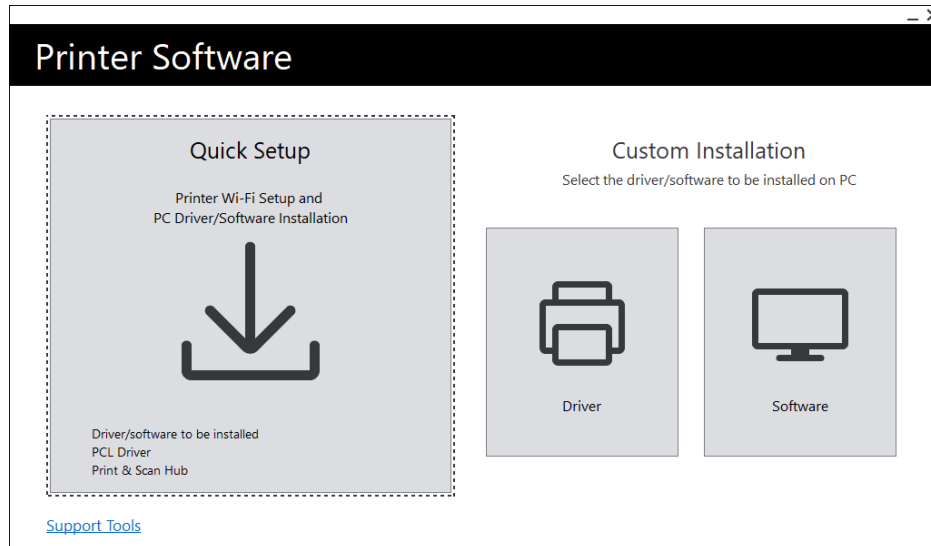 Printer Software
Quick Setup
Printer Wi-Fi Setup and
PC Driver/Software Installation
Driver/software to be installed
PCL Driver
Print & Scan Hub
Custom Installation
Select the driver/software to be installed on PC
Driver
Software
Support Tools